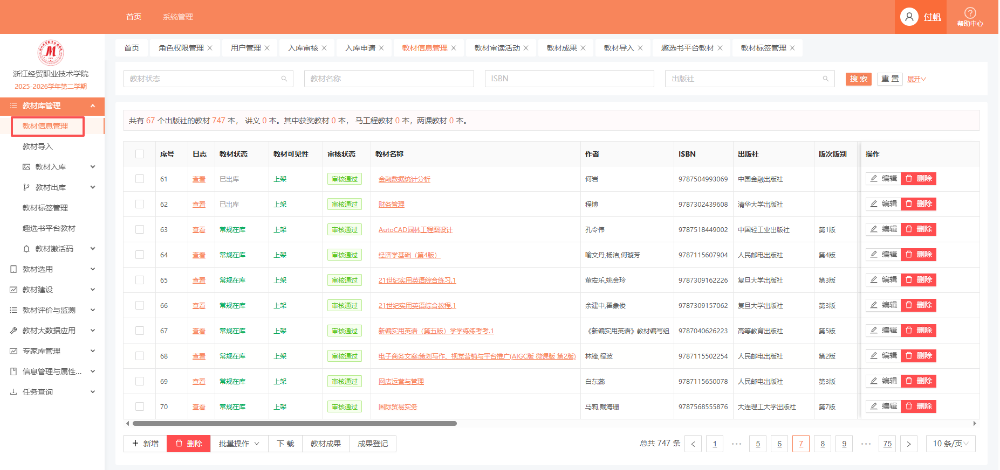 首页 系统管理 付帆 帮助中心
浙江经贸职业技术学院
2025-2026学年第二学期
教材库管理
教材信息管理
教材导入
教材入库
教材出库
教材标签管理
趣选书平台教材
教材激活码
教材选用
教材建设
教材评价与监测
教材大数据应用
专家库管理
信息管理与属性...
任务查询
首页 角色权限管理 用户管理 入库审核 入库申请 教材信息管理 教材审读活动 教材成果 教材导入 趣选书平台教材 教材标签管理
教材状态 教材名称 ISBN 出版社 搜 索 重 置 展开
共有 67 个出版社的教材 747 本， 讲义 0 本。其中获奖教材 0 本， 马工程教材 0 本，两课教材 0 本。
序号 日志 教材状态 教材可见性 审核状态 教材名称 作者 ISBN 出版社 版次版别 操作
61 查看 已出库 上架 审核通过 金融数据统计分析 何岩 9787504993069 中国金融出版社 编辑 删除
62 查看 已出库 上架 审核通过 财务管理 程博 9787302439608 清华大学出版社 编辑 删除
63 查看 常规在库 上架 审核通过 AutoCAD园林工程图设计 孔令伟 9787518449002 中国轻工业出版社 第1版 编辑 删除
64 查看 常规在库 上架 审核通过 经济学基础（第4版） 喻文丹,杨洁,何璇芳 9787115607904 人民邮电出版社 第4版 编辑 删除
65 查看 常规在库 上架 审核通过 21世纪实用英语综合练习.1 董宏乐,姚金玲 9787309162226 复旦大学出版社 第3版 编辑 删除
66 查看 常规在库 上架 审核通过 21世纪实用英语综合教程.1 余建中,翟象俊 9787309157062 复旦大学出版社 第3版 编辑 删除
67 查看 常规在库 上架 审核通过 新编实用英语（第五版）学学练练考考.1 《新编实用英语》教材编写组 9787040626223 高等教育出版社 第5版 编辑 删除
68 查看 常规在库 上架 审核通过 电子商务文案:策划写作、视觉营销与平台推广(AIGC版 微课版 第2版) 林锋,程波 9787115502254 人民邮电出版社 第2版 编辑 删除
69 查看 常规在库 上架 审核通过 网店运营与管理 白东蕊 9787115650078 人民邮电出版社 第3版 编辑 删除
70 查看 常规在库 上架 审核通过 国际贸易实务 马莉,戴海珊 9787568555876 大连理工大学出版社 第7版 编辑 删除
新增 删除 批量操作 下 载 教材成果 成果登记 总共 747 条 < 1 ••• 5 6 7 8 9 ••• 75 > 10 条/页